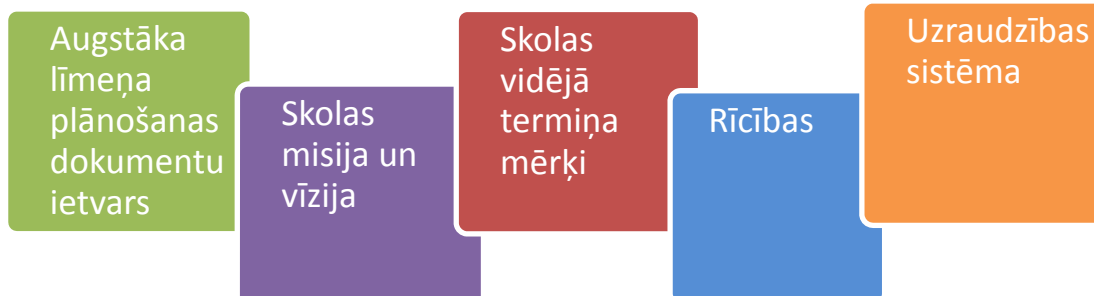 Augstāka
līmeņa
plānošanas
dokumentu
ietvars
Skolas
misija un
vīzija
Skolas
vidējā
termiņa
mērķi
Rīcības
Uzraudzības
sistēma